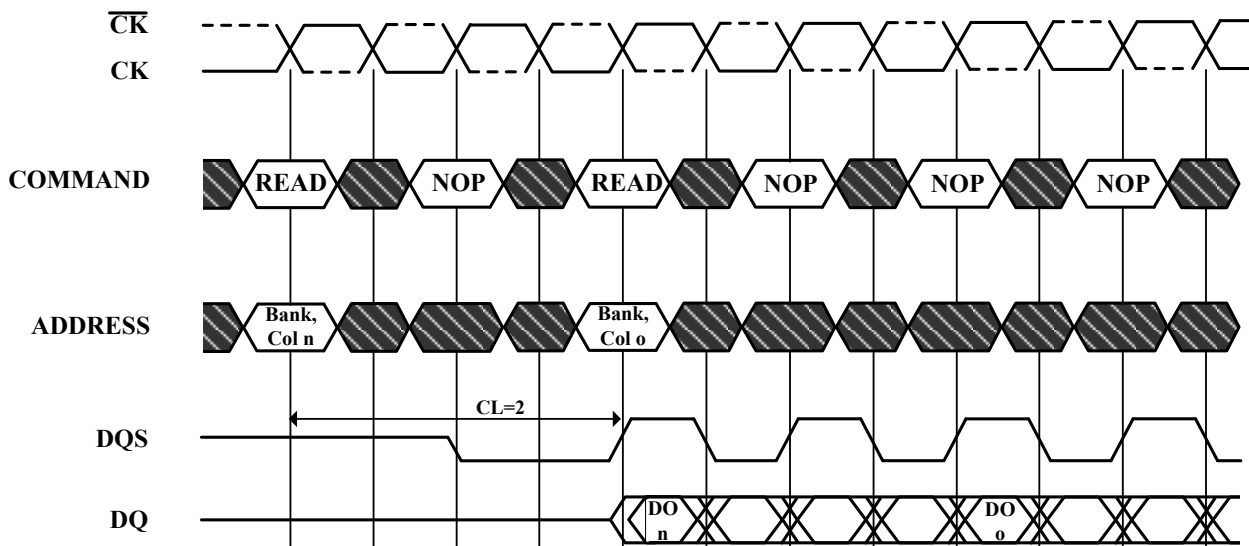 C̅K̅
CK
COMMAND READ NOP READ NOP NOP NOP
ADDRESS Bank, Col n Bank, Col o
CL=2
DQS
DQ DO n DO o